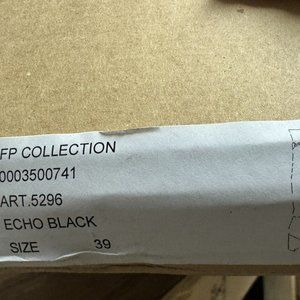 FP COLLECTION
0003500741
ART.5296
ECHO BLACK
SIZE 39